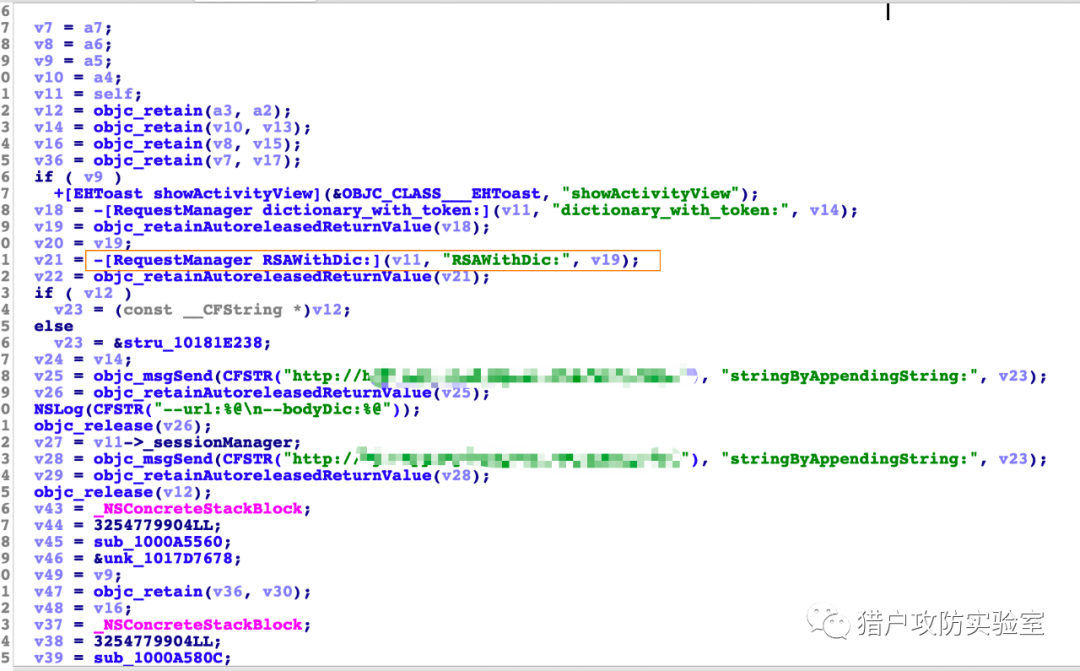 6
7 v7 = a7;
8 v8 = a6;
9 v9 = a5;
0 v10 = a4;
1 v11 = self;
2 v12 = objc_retain(a3, a2);
3 v14 = objc_retain(v10, v13);
4 v16 = objc_retain(v8, v15);
5 v36 = objc_retain(v7, v17);
6 if ( v9 )
7 +[EHToast showActivityView](&OBJC_CLASS___EHToast, "showActivityView");
8 v18 = -[RequestManager dictionary_with_token:](v11, "dictionary_with_token:", v14);
9 v19 = objc_retainAutoreleasedReturnValue(v18);
0 v20 = v19;
1 v21 = -[RequestManager RSAWithDic:](v11, "RSAWithDic:", v19);
2 v22 = objc_retainAutoreleasedReturnValue(v21);
3 if ( v12 )
4 v23 = (const __CFString *)v12;
5 else
6 v23 = &stru_10181E238;
7 v24 = v14;
8 v25 = objc_msgSend(CFSTR("http://h "), "stringByAppendingString:", v23);
9 v26 = objc_retainAutoreleasedReturnValue(v25);
0 NSLog(CFSTR("--url:%@\n--bodyDic:%@"));
1 objc_release(v26);
2 v27 = v11->_sessionManager;
3 v28 = objc_msgSend(CFSTR("http:// "), "stringByAppendingString:", v23);
4 v29 = objc_retainAutoreleasedReturnValue(v28);
5 objc_release(v12);
6 v43 = _NSConcreteStackBlock;
7 v44 = 3254779904LL;
8 v45 = sub_1000A5560;
9 v46 = &unk_1017D7678;
0 v49 = v9;
1 v47 = objc_retain(v36, v30);
2 v48 = v16;
3 v37 = _NSConcreteStackBlock;
4 v38 = 3254779904LL;
5 v39 = sub_1000A580C;
猎户攻防实验室